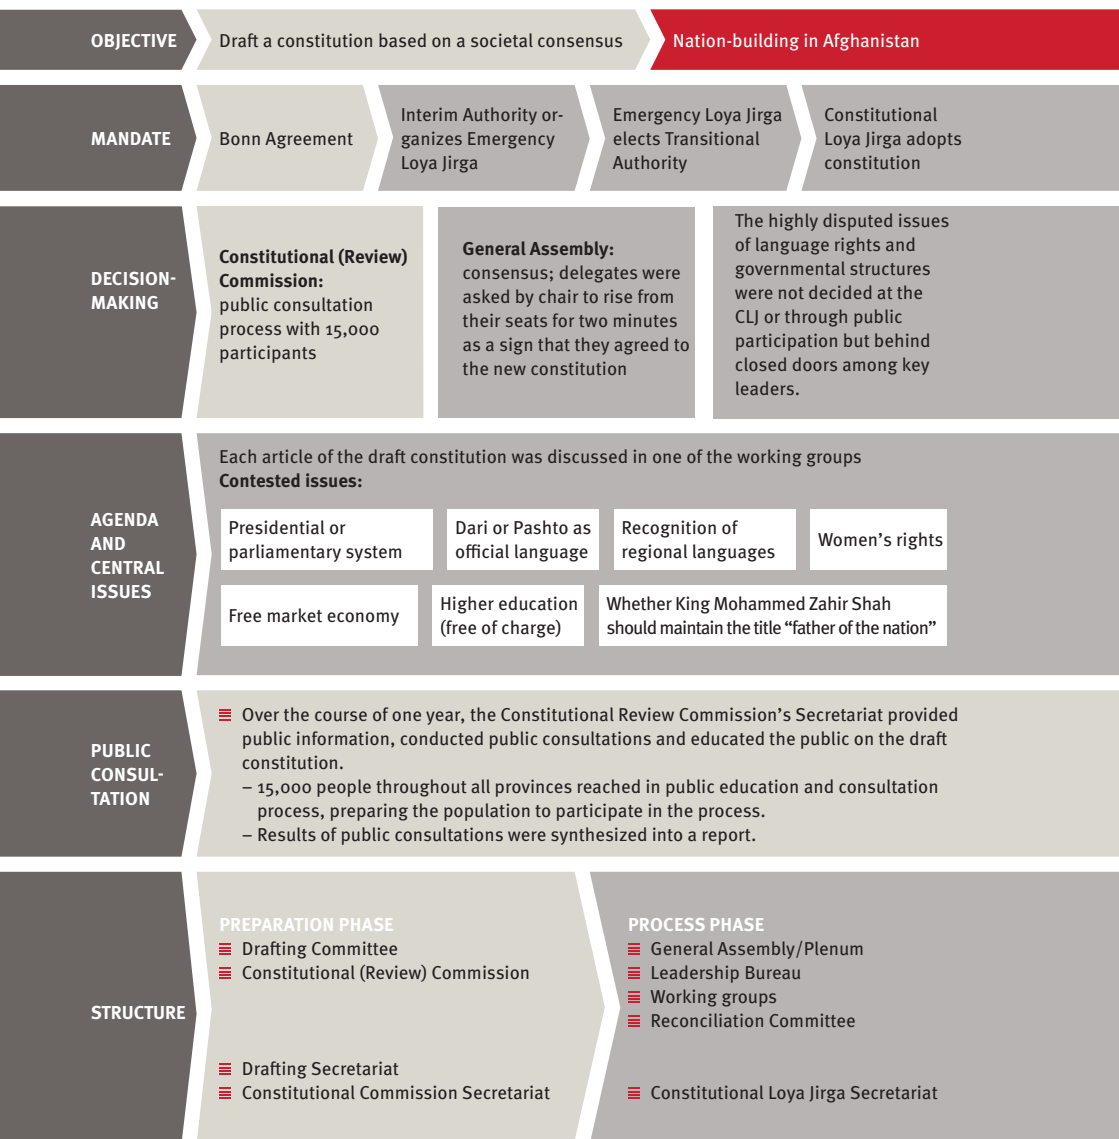 OBJECTIVE
Draft a constitution based on a societal consensus
Nation-building in Afghanistan
MANDATE
Bonn Agreement
Interim Authority or-
ganizes Emergency
Loya Jirga
Emergency Loya Jirga
elects Transitional
Authority
Constitutional
Loya Jirga adopts
constitution
DECISION-
MAKING
Constitutional (Review)
Commission:
public consultation
process with 15,000
participants
General Assembly:
consensus; delegates were
asked by chair to rise from
their seats for two minutes
as a sign that they agreed to
the new constitution
The highly disputed issues
of language rights and
governmental structures
were not decided at the
CLJ or through public
participation but behind
closed doors among key
leaders.
AGENDA
AND
CENTRAL
ISSUES
Each article of the draft constitution was discussed in one of the working groups
Contested issues:
Presidential or
parliamentary system
Dari or Pashto as
official language
Recognition of
regional languages
Women's rights
Free market economy
Higher education
(free of charge)
Whether King Mohammed Zahir Shah
should maintain the title “father of the nation”
PUBLIC
CONSUL-
TATION
Over the course of one year, the Constitutional Review Commission's Secretariat provided
public information, conducted public consultations and educated the public on the draft
constitution.
– 15,000 people throughout all provinces reached in public education and consultation
process, preparing the population to participate in the process.
– Results of public consultations were synthesized into a report.
STRUCTURE
PREPARATION PHASE
Drafting Committee
Constitutional (Review) Commission
Drafting Secretariat
Constitutional Commission Secretariat
PROCESS PHASE
General Assembly/Plenum
Leadership Bureau
Working groups
Reconciliation Committee
Constitutional Loya Jirga Secretariat